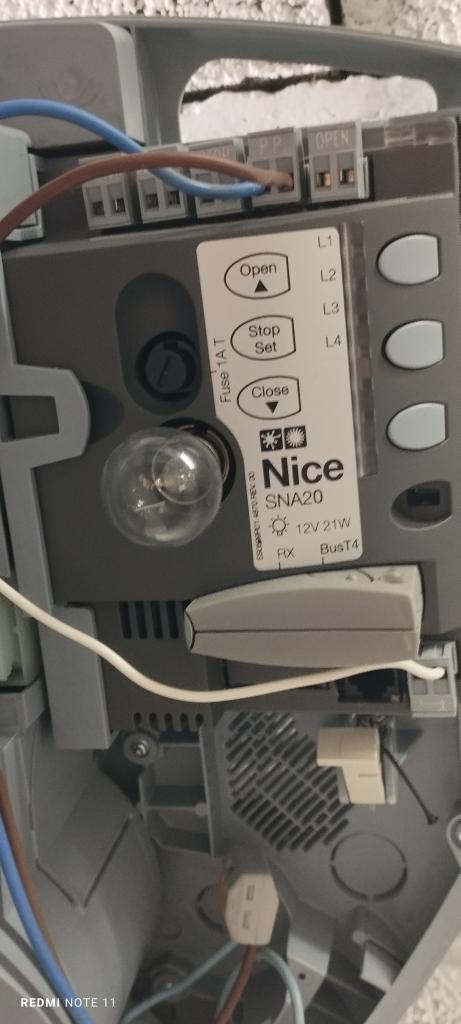 STOP
P.P.
OPEN
L1
Open
L2
L3
Stop
Set
L4
Fuse 1A T
Close
Nice
SNA20
12V 21W
RX
BusT4
REDMI NOTE 11